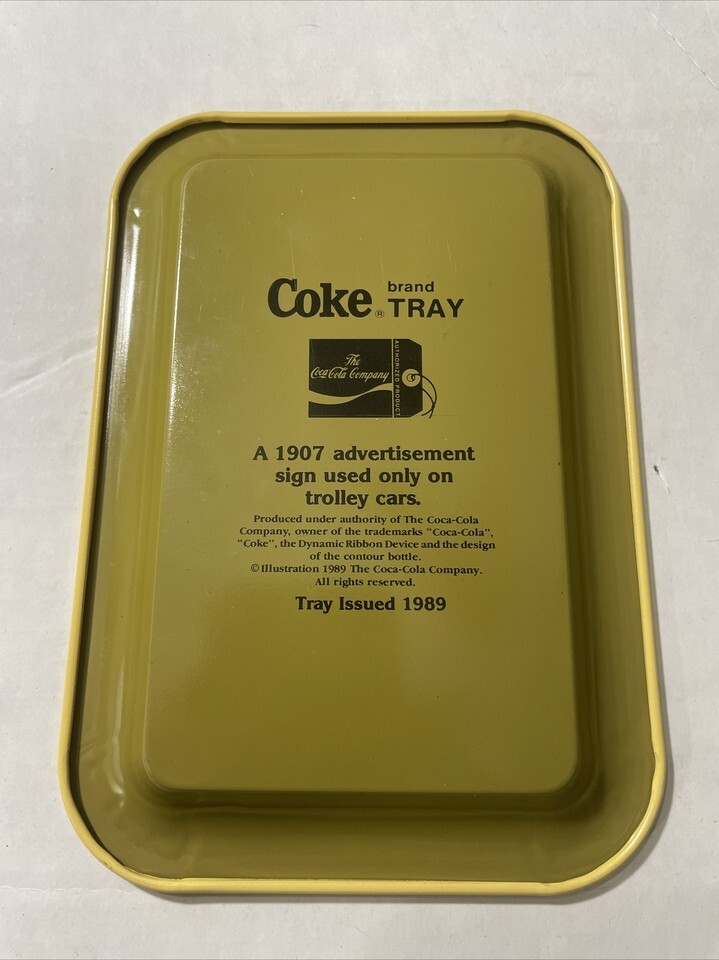 Coke® brand TRAY
The
Coca-Cola Company
AUTHORIZED PRODUCT
A 1907 advertisement
sign used only on
trolley cars.
Produced under authority of The Coca-Cola
Company, owner of the trademarks "Coca-Cola",
"Coke", the Dynamic Ribbon Device and the design
of the contour bottle.
©Illustration 1989 The Coca-Cola Company.
All rights reserved.
Tray Issued 1989